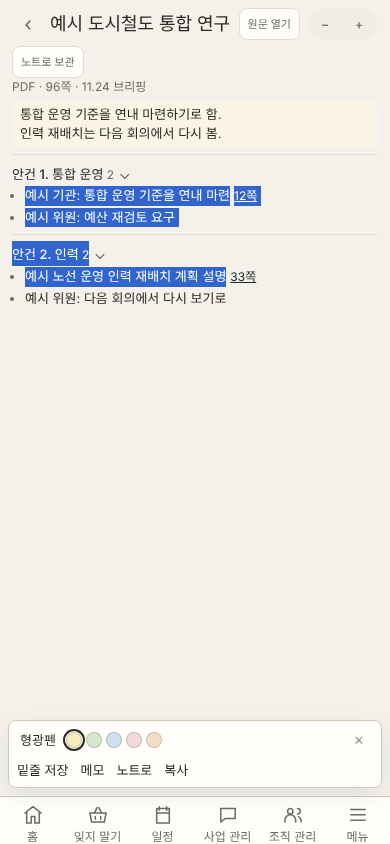 예시 도시철도 통합 연구
원문 열기
− +
노트로 보관
PDF · 96쪽 · 11.24 브리핑
통합 운영 기준을 연내 마련하기로 함.
인력 재배치는 다음 회의에서 다시 봄.
안건 1. 통합 운영 2
• 예시 기관: 통합 운영 기준을 연내 마련 12쪽
• 예시 위원: 예산 재검토 요구
안건 2. 인력 2
• 예시 노선 운영 인력 재배치 계획 설명 33쪽
• 예시 위원: 다음 회의에서 다시 보기로
형광펜
밑줄 저장 메모 노트로 복사
홈 잊지 말기 일정 사업 관리 조직 관리 메뉴